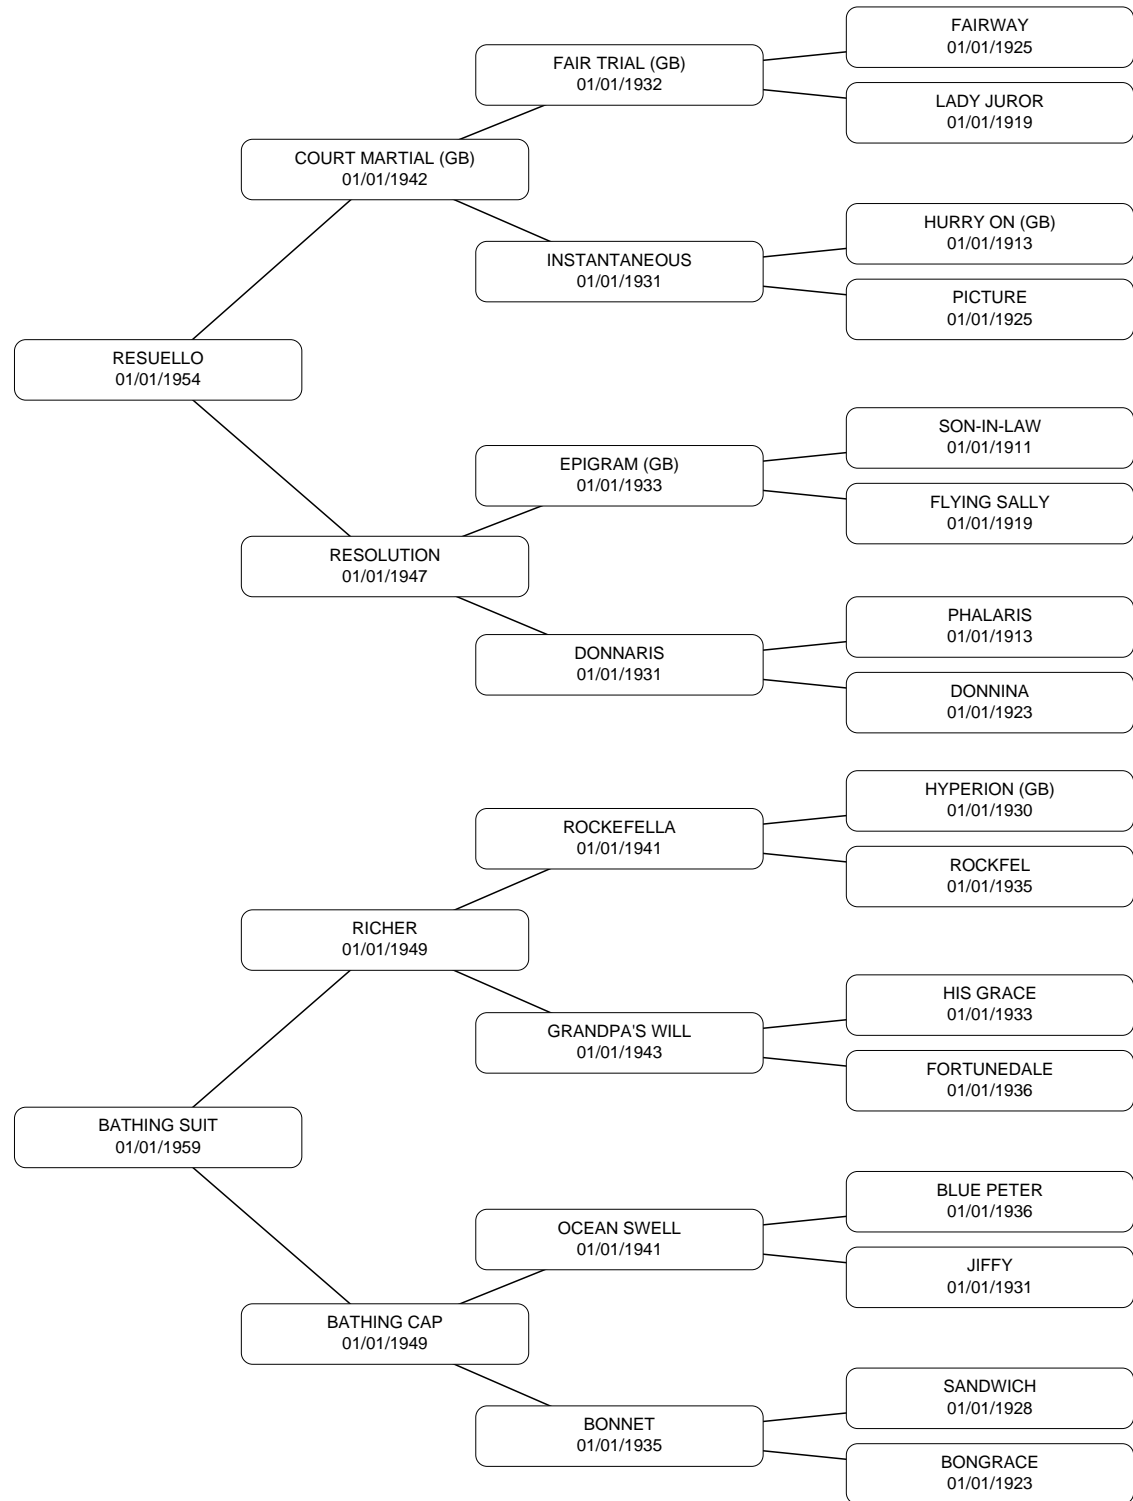 FAIRWAY
01/01/1925
FAIR TRIAL (GB)
01/01/1932
LADY JUROR
01/01/1919
COURT MARTIAL (GB)
01/01/1942
HURRY ON (GB)
01/01/1913
INSTANTANEOUS
01/01/1931
PICTURE
01/01/1925
RESUELLO
01/01/1954
SON-IN-LAW
01/01/1911
EPIGRAM (GB)
01/01/1933
FLYING SALLY
01/01/1919
RESOLUTION
01/01/1947
PHALARIS
01/01/1913
DONNARIS
01/01/1931
DONNINA
01/01/1923
HYPERION (GB)
01/01/1930
ROCKEFELLA
01/01/1941
ROCKFEL
01/01/1935
RICHER
01/01/1949
HIS GRACE
01/01/1933
GRANDPA'S WILL
01/01/1943
FORTUNEDALE
01/01/1936
BATHING SUIT
01/01/1959
BLUE PETER
01/01/1936
OCEAN SWELL
01/01/1941
JIFFY
01/01/1931
BATHING CAP
01/01/1949
SANDWICH
01/01/1928
BONNET
01/01/1935
BONGRACE
01/01/1923